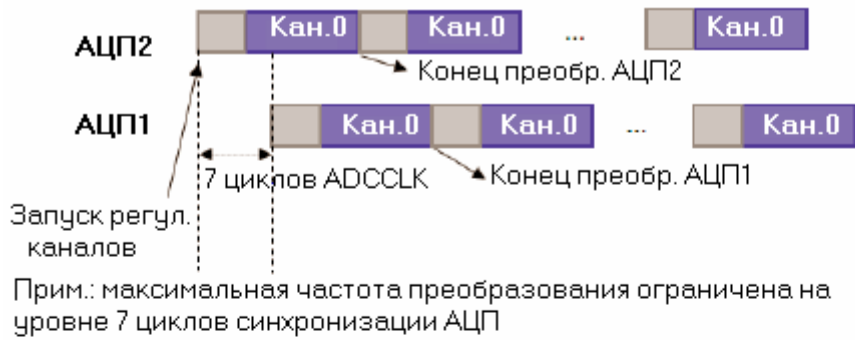 АЦП2 Кан.0 Кан.0 ... Кан.0
Конец преобр. АЦП2
АЦП1 Кан.0 Кан.0 ... Кан.0
7 циклов ADCCLK Конец преобр. АЦП1
Запуск регул.
каналов
Прим.: максимальная частота преобразования ограничена на
уровне 7 циклов синхронизации АЦП